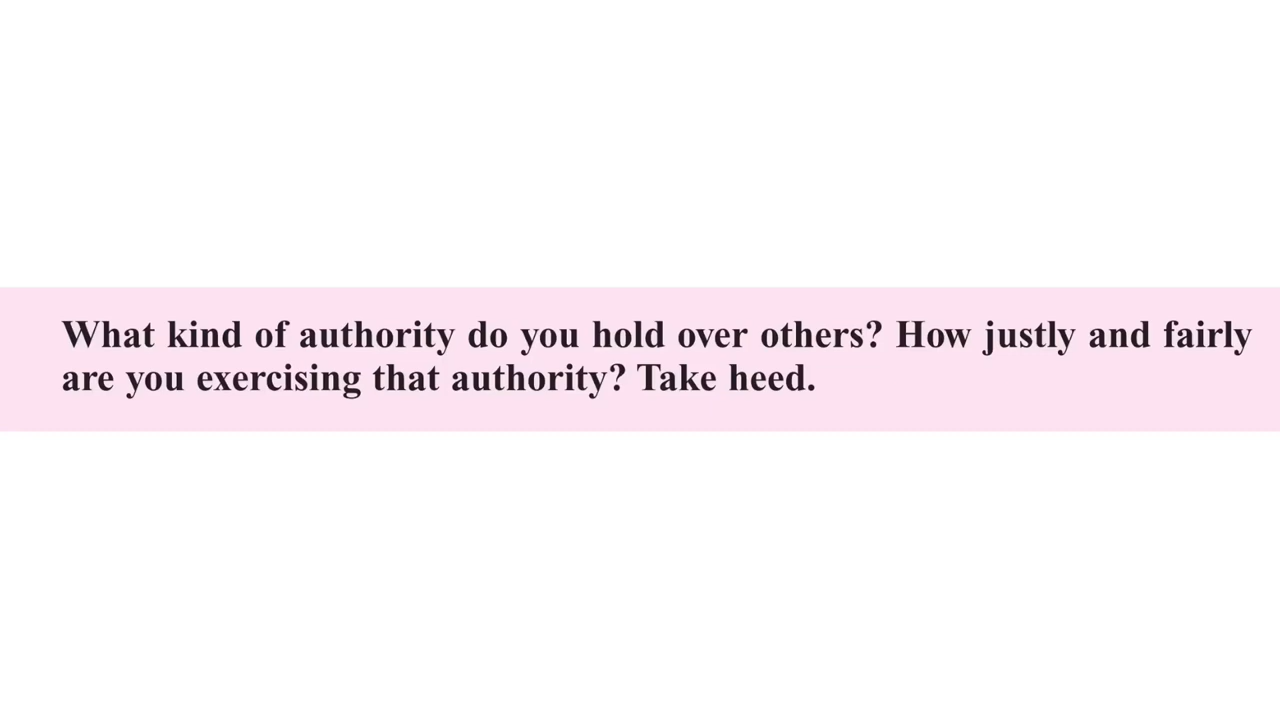 What kind of authority do you hold over others? How justly and fairly
are you exercising that authority? Take heed.